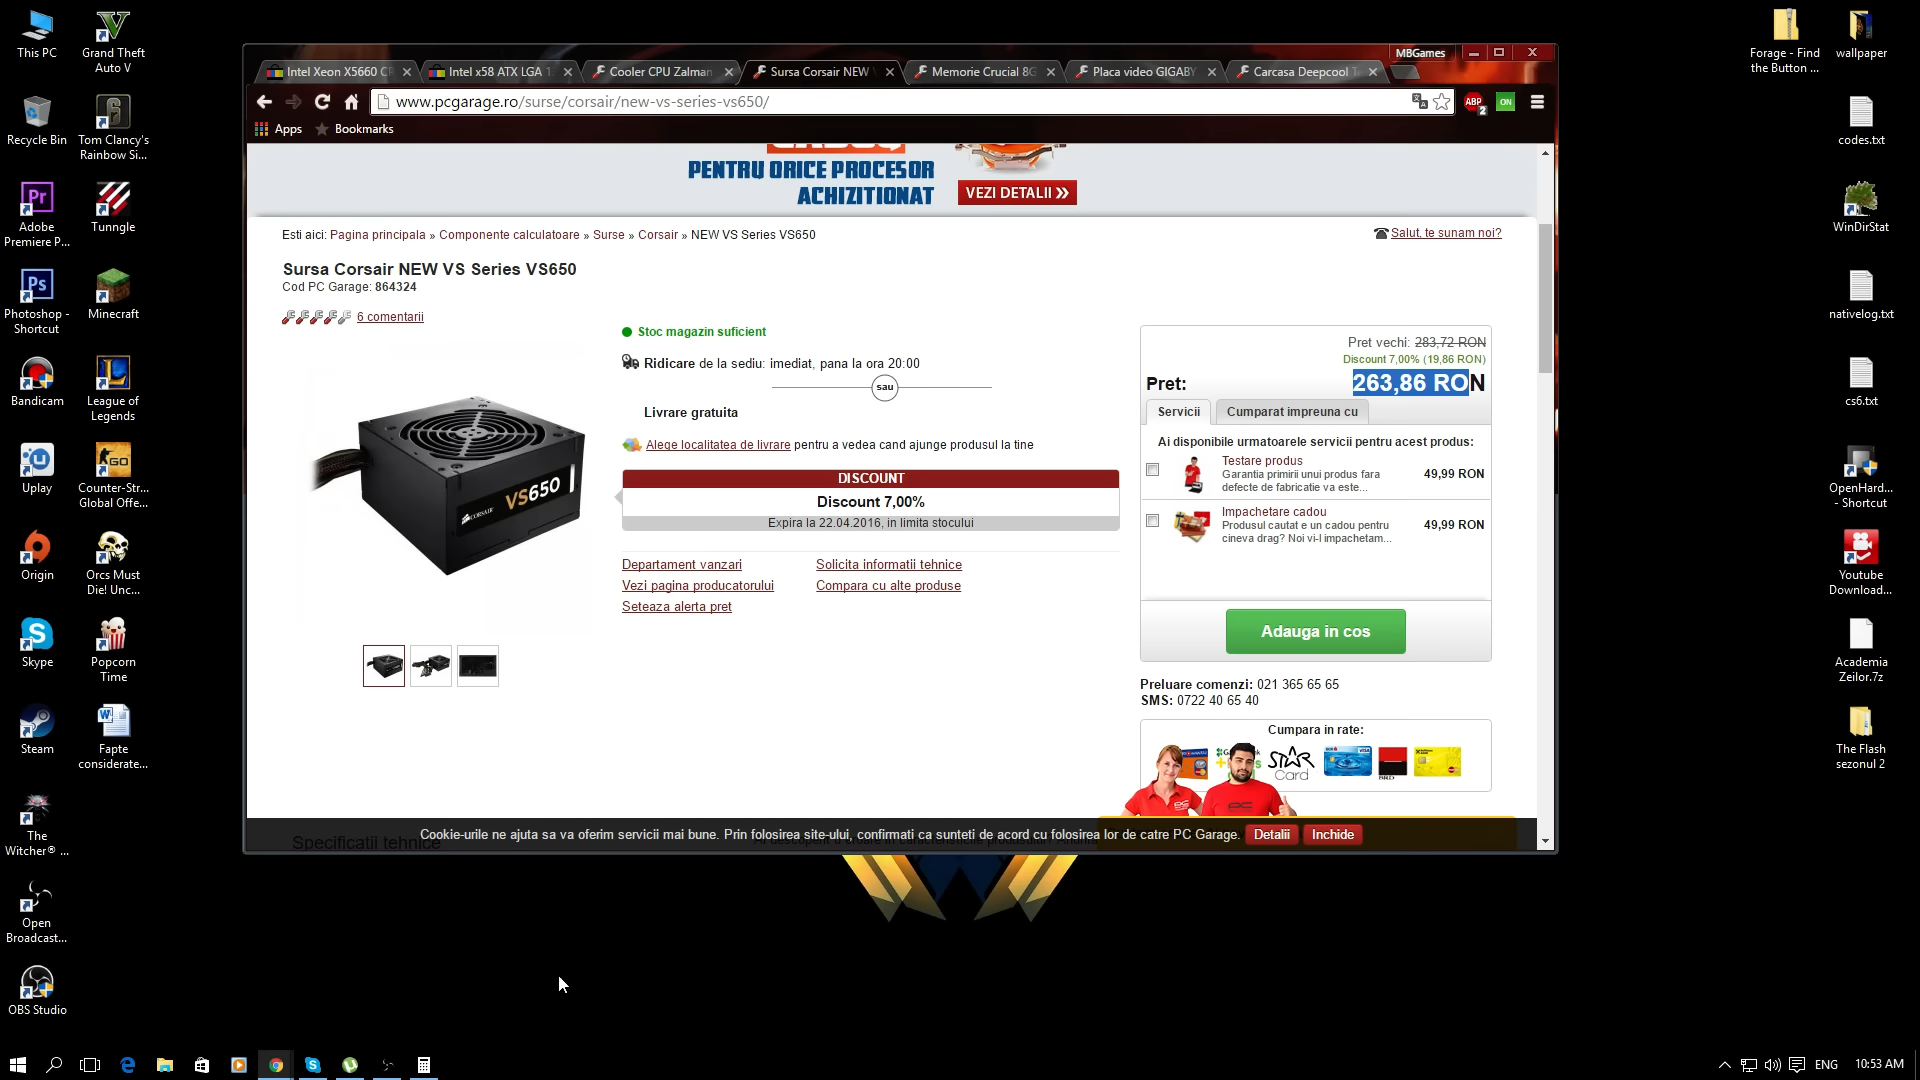 This PC
Grand Theft
Auto V
Recycle Bin
Tom Clancy's
Rainbow Si...
Adobe
Premiere P...
Tunngle
Photoshop -
Shortcut
Minecraft
Bandicam
League of
Legends
Uplay
Counter-Str...
Global Offe...
Origin
Orcs Must
Die! Unc...
Skype
Popcorn
Time
Steam
Fapte
considerate...
The
Witcher® ...
Open
Broadcast...
OBS Studio
MBGames
Intel Xeon X5660 C
Intel x58 ATX LGA 1
Cooler CPU Zalman
Sursa Corsair NEW
Memorie Crucial 8G
Placa video GIGABY
Carcasa Deepcool T
www.pcgarage.ro/surse/corsair/new-vs-series-vs650/
ABP
2
ON
Apps
Bookmarks
PENTRU ORICE PROCESOR
ACHIZITIONAT
VEZI DETALII
Esti aici: Pagina principala » Componente calculatoare » Surse » Corsair » NEW VS Series VS650
Salut, te sunam noi?
Sursa Corsair NEW VS Series VS650
Cod PC Garage: 864324
6 comentarii
CORSAIR
VS650
Stoc magazin suficient
Ridicare de la sediu: imediat, pana la ora 20:00
sau
Livrare gratuita
Alege localitatea de livrare pentru a vedea cand ajunge produsul la tine
DISCOUNT
Discount 7,00%
Expira la 22.04.2016, in limita stocului
Departament vanzari
Solicita informatii tehnice
Vezi pagina producatorului
Compara cu alte produse
Seteaza alerta pret
Pret vechi: 283,72 RON
Discount 7,00% (19,86 RON)
Pret: 263,86 RON
Servicii
Cumparat impreuna cu
Ai disponibile urmatoarele servicii pentru acest produs:
Testare produs
Garantia primirii unui produs fara
defecte de fabricatie va este...
49,99 RON
Impachetare cadou
Produsul cautat e un cadou pentru
cineva drag? Noi vi-l impachetam...
49,99 RON
Adauga in cos
Preluare comenzi: 021 365 65 65
SMS: 0722 40 65 40
Cumpara in rate:
STAR
Card
Specificatii tehnice
Cookie-urile ne ajuta sa va oferim servicii mai bune. Prin folosirea site-ului, confirmati ca sunteti de acord cu folosirea lor de catre PC Garage.
Detalii
Inchide
Forage - Find
the Button ...
wallpaper
codes.txt
WinDirStat
nativelog.txt
cs6.txt
OpenHard...
- Shortcut
Youtube
Download...
Academia
Zeilor.7z
The Flash
sezonul 2
ENG
10:53 AM